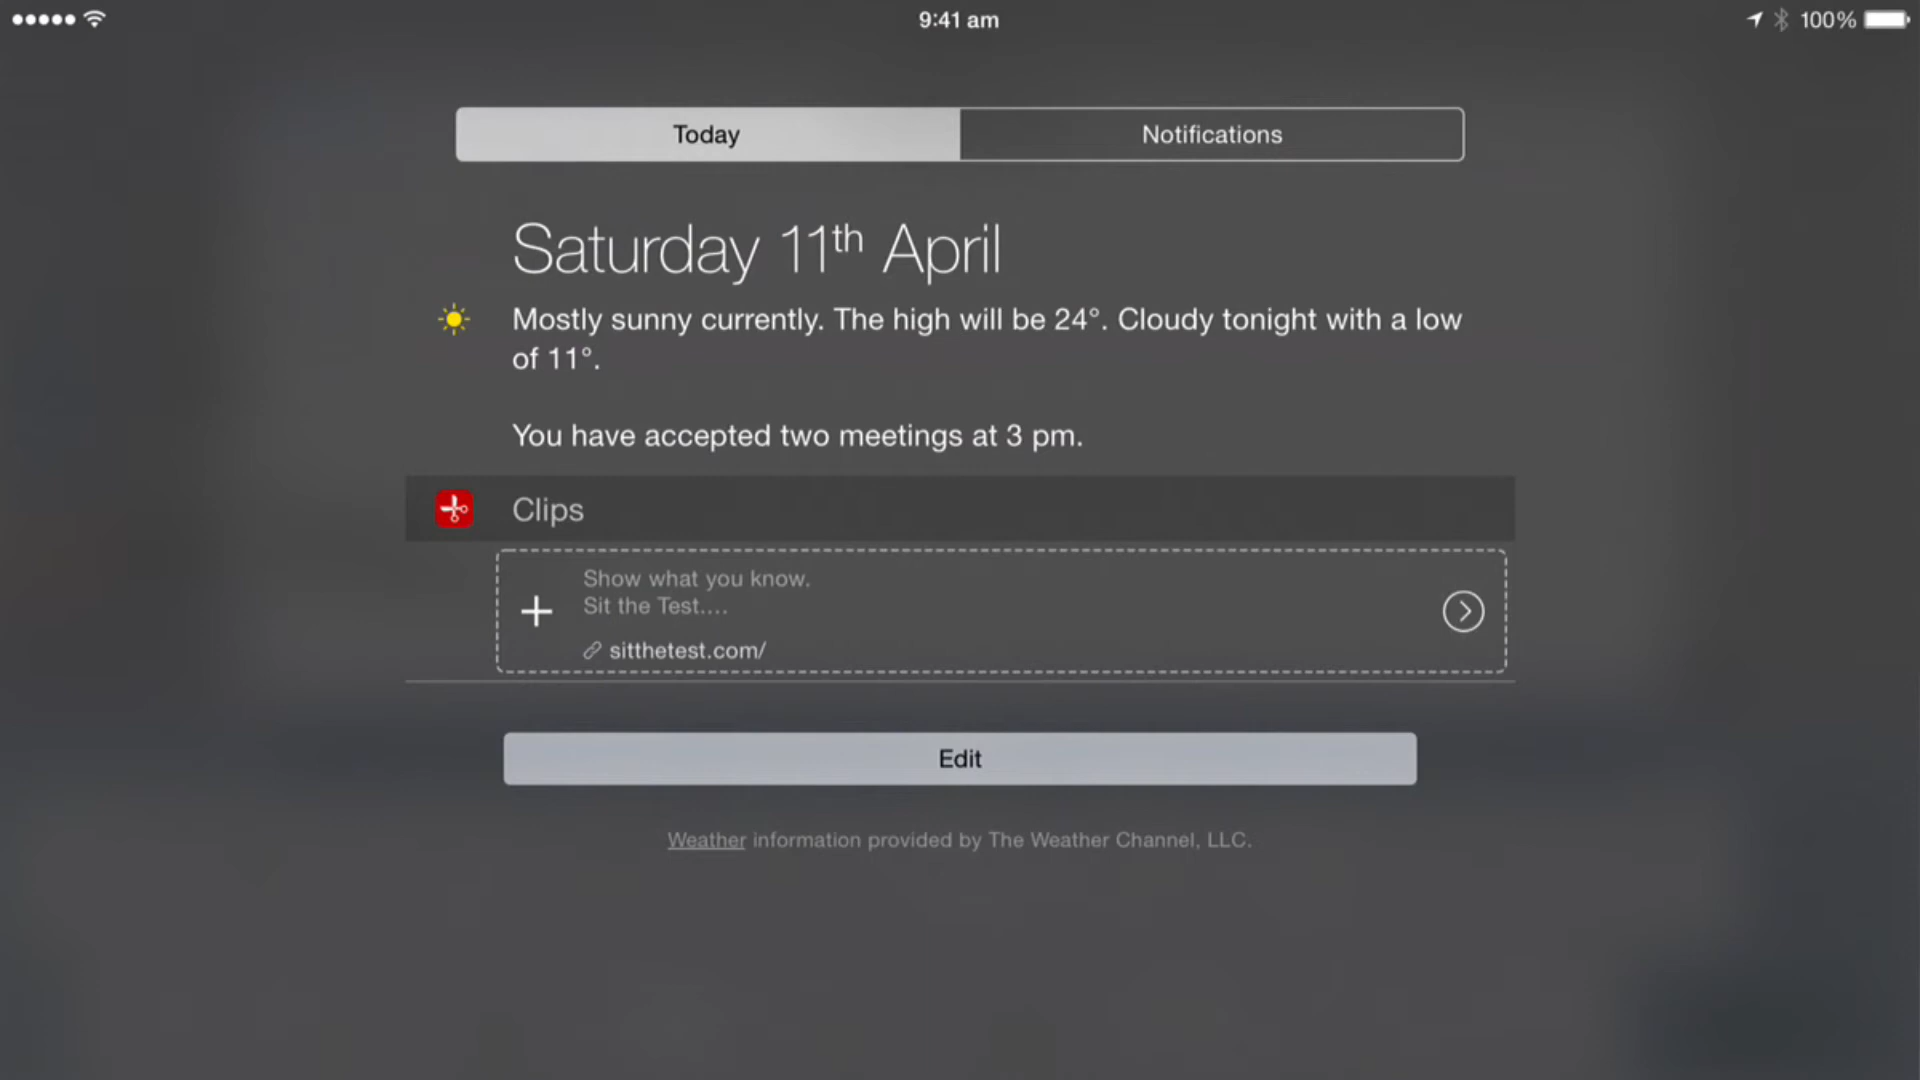 9:41 am
100%
Today
Notifications
Saturday 11th April
Mostly sunny currently. The high will be 24°. Cloudy tonight with a low
of 11°.
You have accepted two meetings at 3 pm.
Clips
Show what you know.
Sit the Test....
sitthetest.com/
Edit
Weather information provided by The Weather Channel, LLC.